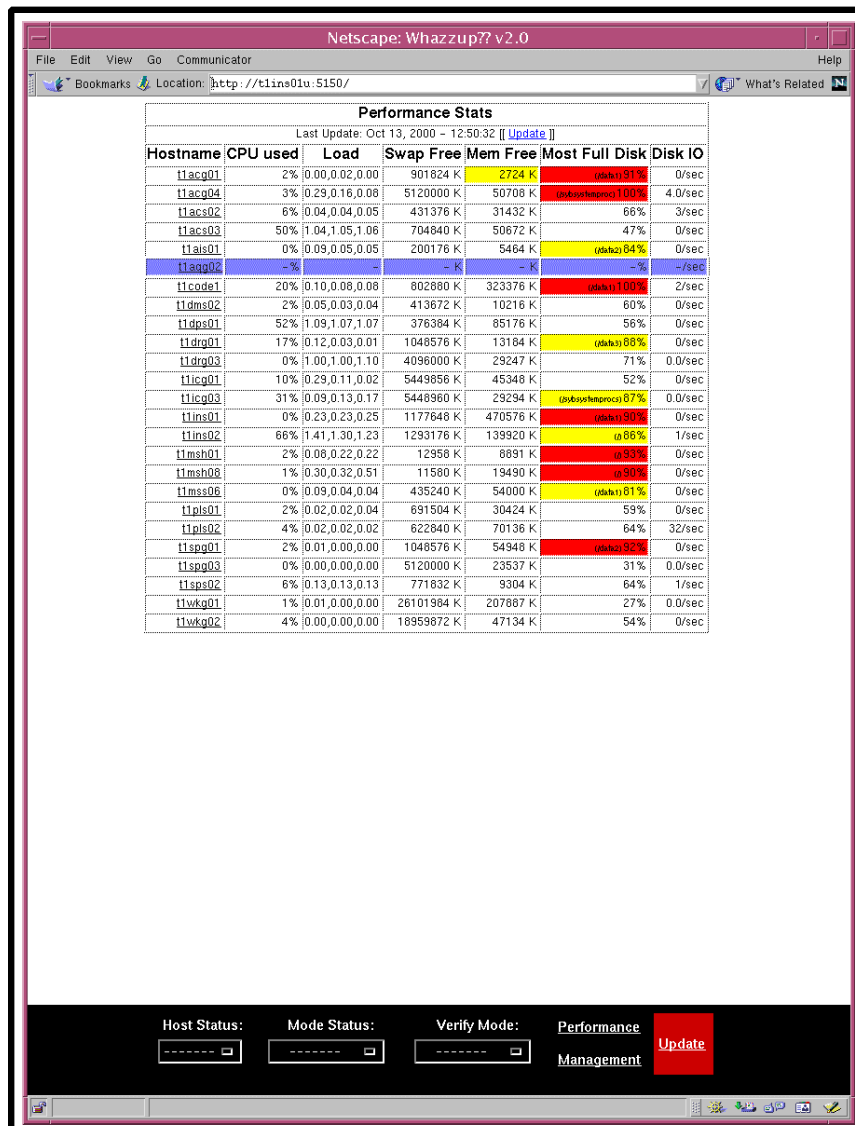 Netscape: Whazzup?? v2.0
File Edit View Go Communicator Help
Bookmarks Location: http://t1ins01u:5150/ What's Related N
Performance Stats
Last Update: Oct 13, 2000 - 12:50:32 [[ Update ]]
Hostname CPU used Load Swap Free Mem Free Most Full Disk Disk IO
t1acg01 2% 0.00,0.02,0.00 901824 K 2724 K (/data1) 91% 0/sec
t1acg04 3% 0.29,0.16,0.08 5120000 K 50708 K (/sybsystemproc) 100% 4.0/sec
t1acs02 6% 0.04,0.04,0.05 431376 K 31432 K 66% 3/sec
t1acs03 50% 1.04,1.05,1.06 704840 K 50672 K 47% 0/sec
t1ais01 0% 0.09,0.05,0.05 200176 K 5464 K (/data2) 84% 0/sec
t1aqg02 -% - - K - K -% -/sec
t1code1 20% 0.10,0.08,0.08 802880 K 323376 K (/data1) 100% 2/sec
t1dms02 2% 0.05,0.03,0.04 413672 K 10216 K 60% 0/sec
t1dps01 52% 1.09,1.07,1.07 376384 K 85176 K 56% 0/sec
t1drg01 17% 0.12,0.03,0.01 1048576 K 13184 K (/data3) 88% 0/sec
t1drg03 0% 1.00,1.00,1.10 4096000 K 29247 K 71% 0.0/sec
t1icg01 10% 0.29,0.11,0.02 5449856 K 45348 K 52% 0/sec
t1icg03 31% 0.09,0.13,0.17 5448960 K 29294 K (/sybsystemprocs) 87% 0.0/sec
t1ins01 0% 0.23,0.23,0.25 1177648 K 470576 K (/data1) 90% 0/sec
t1ins02 66% 1.41,1.30,1.23 1293176 K 139920 K (/) 86% 1/sec
t1msh01 2% 0.08,0.22,0.22 12958 K 8891 K (/) 93% 0/sec
t1msh08 1% 0.30,0.32,0.51 11580 K 19490 K (/) 90% 0/sec
t1mss06 0% 0.09,0.04,0.04 435240 K 54000 K (/data1) 81% 0/sec
t1pls01 2% 0.02,0.02,0.04 691504 K 30424 K 59% 0/sec
t1pls02 4% 0.02,0.02,0.02 622840 K 70136 K 64% 32/sec
t1spg01 2% 0.01,0.00,0.00 1048576 K 54948 K (/data2) 92% 0/sec
t1spg03 0% 0.00,0.00,0.00 5120000 K 23537 K 31% 0.0/sec
t1sps02 6% 0.13,0.13,0.13 771832 K 9304 K 64% 1/sec
t1wkg01 1% 0.01,0.00,0.00 26101984 K 207887 K 27% 0.0/sec
t1wkg02 4% 0.00,0.00,0.00 18959872 K 47134 K 54% 0/sec
Host Status: Mode Status: Verify Mode: Performance
------- ------- ------- Update
Management